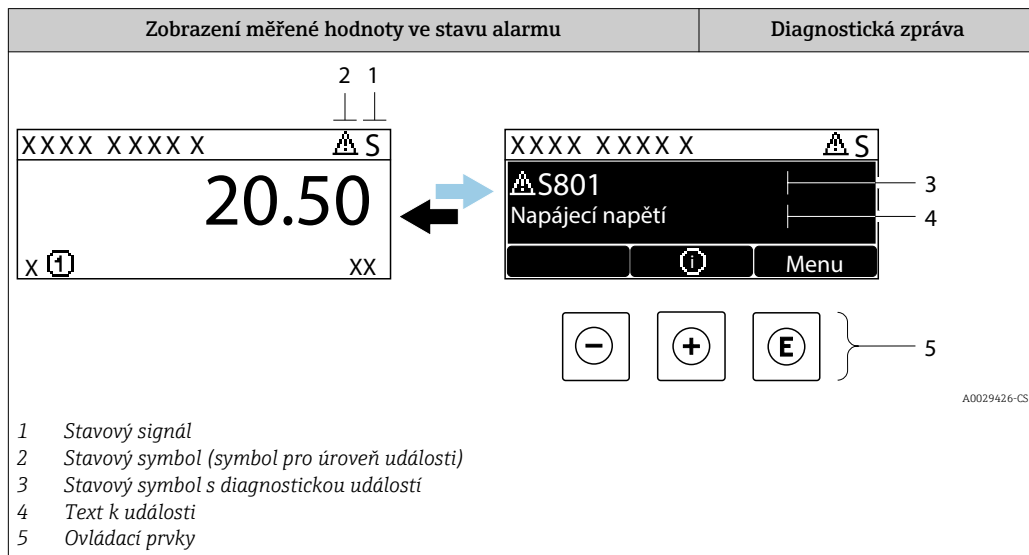 Zobrazení měřené hodnoty ve stavu alarmu
Diagnostická zpráva
2 1
XXXX XXXX X S
20.50
X 1 XX
XXXX XXXX X S
S801
Napájecí napětí
i Menu
3
4
- + E
5
A0029426-CS
1 Stavový signál
2 Stavový symbol (symbol pro úroveň události)
3 Stavový symbol s diagnostickou událostí
4 Text k události
5 Ovládací prvky